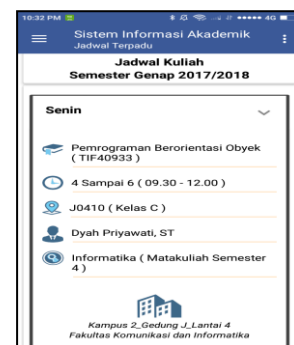 10:32 PM 4G
Sistem Informasi Akademik
Jadwal Terpadu
Jadwal Kuliah
Semester Genap 2017/2018
Senin
Pemrograman Berorientasi Obyek
( TIF40933 )
4 Sampai 6 ( 09.30 - 12.00 )
J0410 ( Kelas C )
Dyah Priyawati, ST
Informatika ( Matakuliah Semester
4 )
Kampus 2_Gedung J_Lantai 4
Fakultas Komunikasi dan Informatika